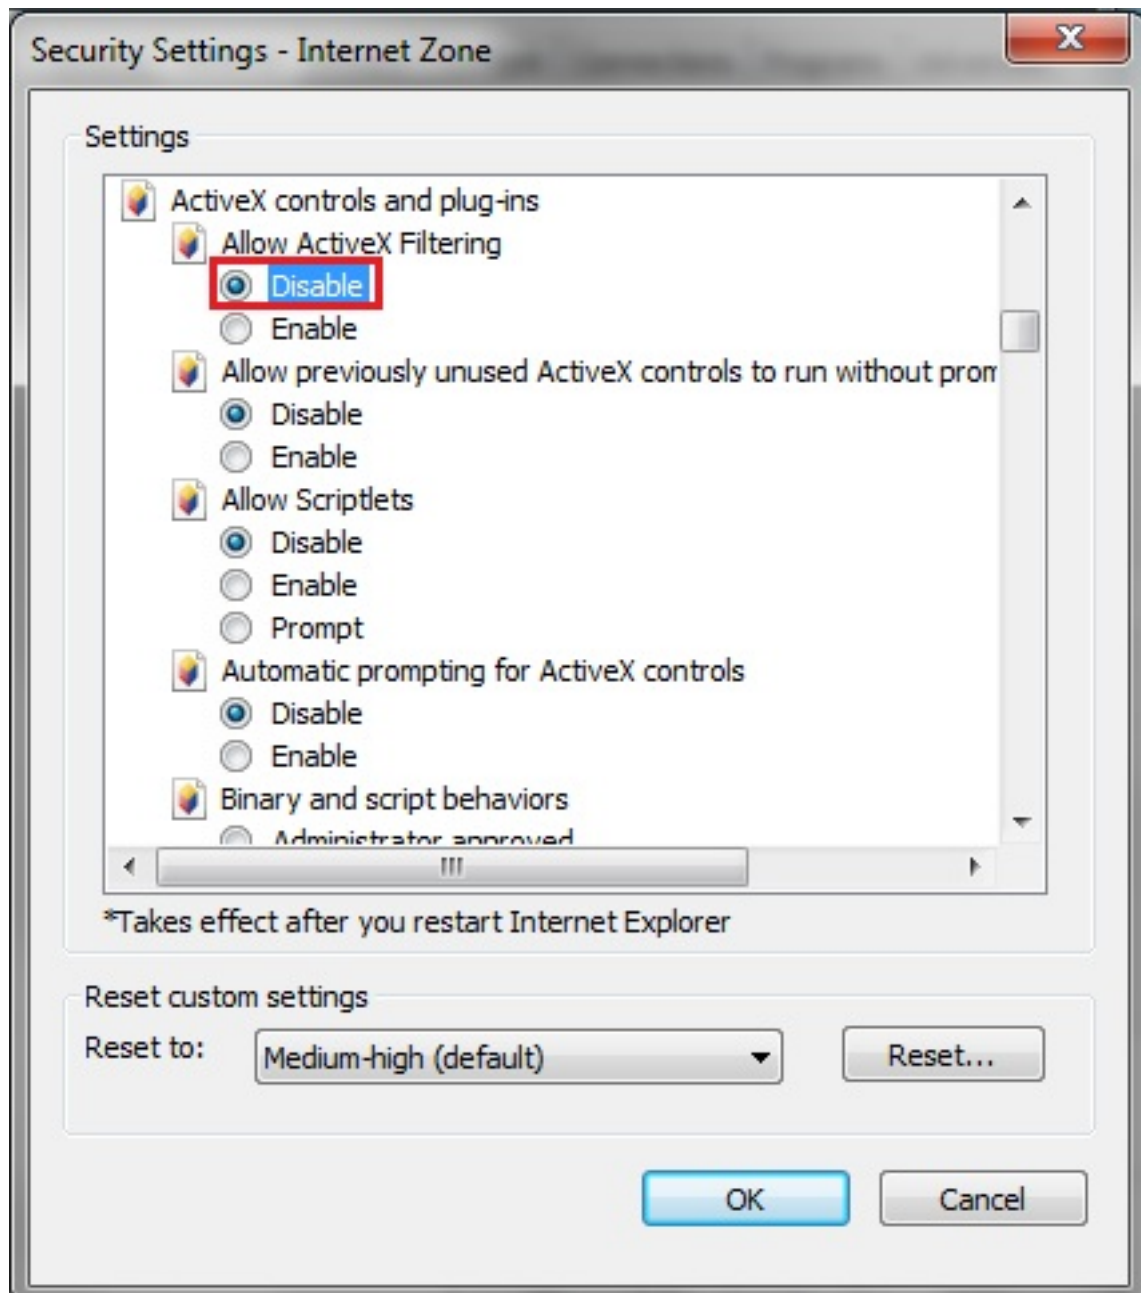 Security Settings - Internet Zone
Settings
ActiveX controls and plug-ins
Allow ActiveX Filtering
Disable
Enable
Allow previously unused ActiveX controls to run without prom
Disable
Enable
Allow Scriptlets
Disable
Enable
Prompt
Automatic prompting for ActiveX controls
Disable
Enable
Binary and script behaviors
Administrator approved
*Takes effect after you restart Internet Explorer
Reset custom settings
Reset to:
Medium-high (default)
Reset...
OK
Cancel